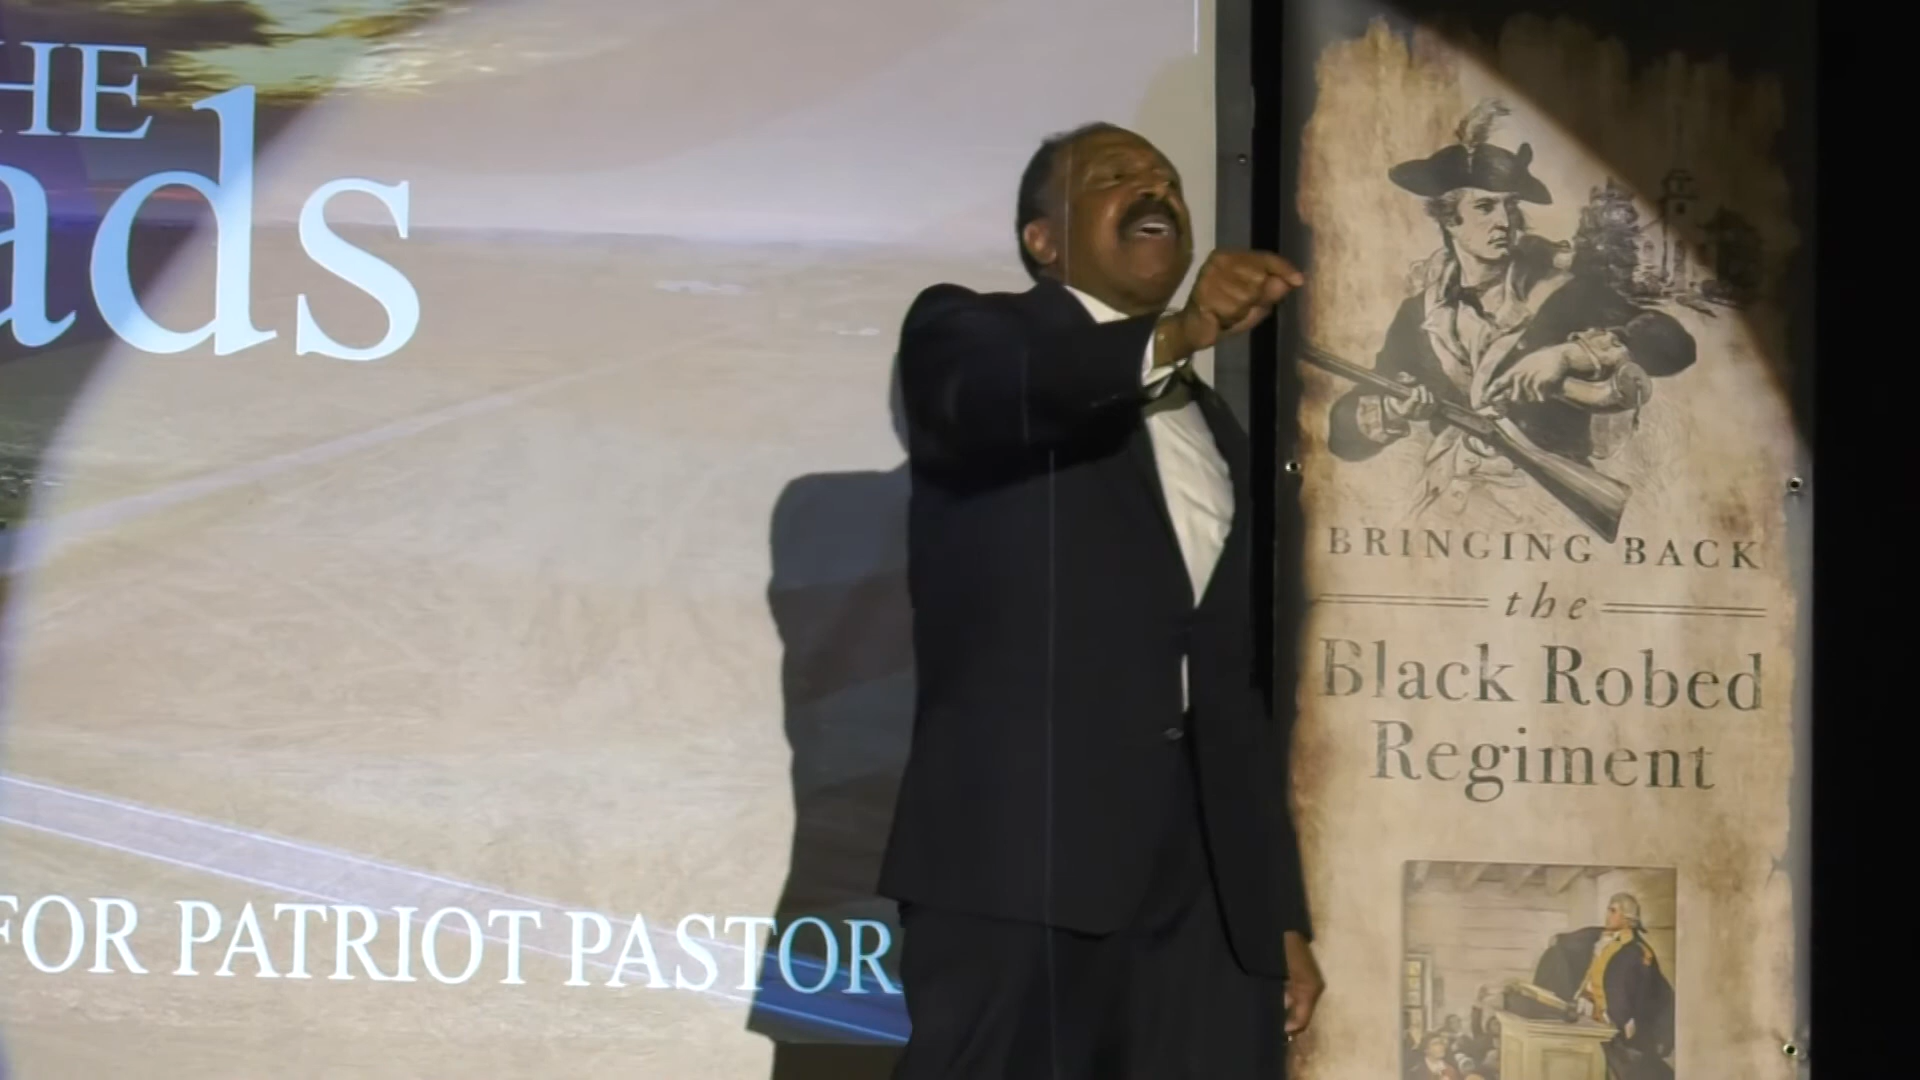 HE
ads
FOR PATRIOT PASTOR
BRINGING BACK
the
Black Robed
Regiment